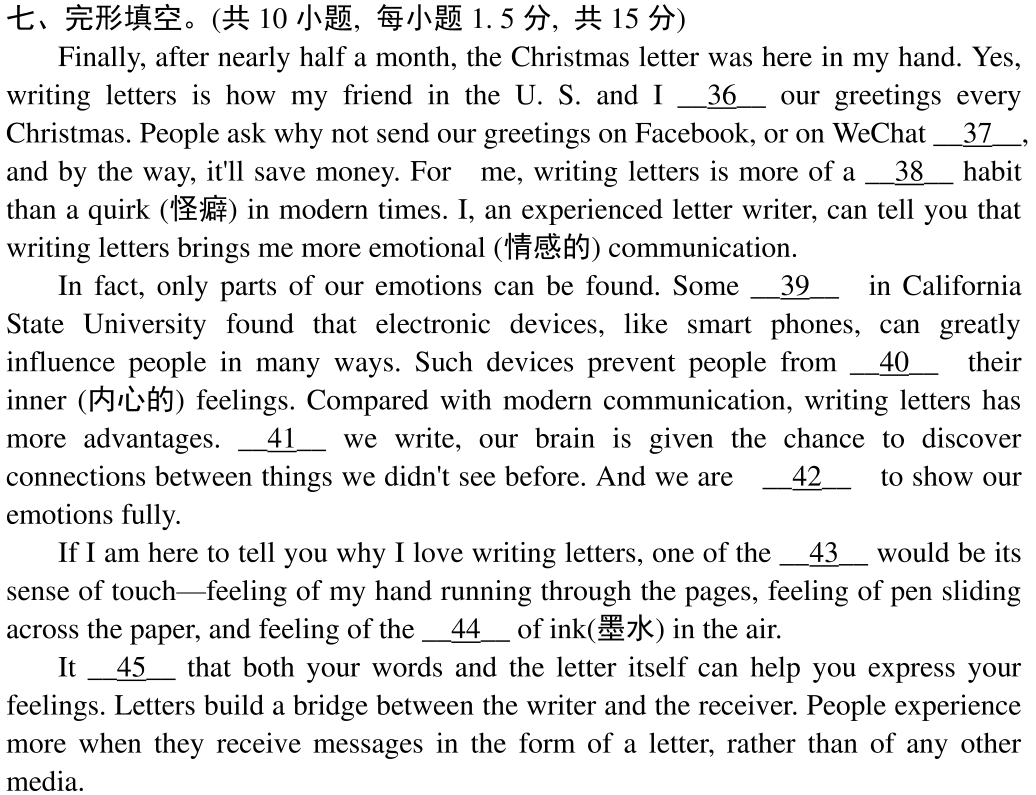 七、完形填空。(共 10 小题, 每小题 1. 5 分, 共 15 分)
Finally, after nearly half a month, the Christmas letter was here in my hand. Yes,
writing letters is how my friend in the U. S. and I __36__ our greetings every
Christmas. People ask why not send our greetings on Facebook, or on WeChat __37__,
and by the way, it'll save money. For me, writing letters is more of a __38__ habit
than a quirk (怪癖) in modern times. I, an experienced letter writer, can tell you that
writing letters brings me more emotional (情感的) communication.
In fact, only parts of our emotions can be found. Some __39__ in California
State University found that electronic devices, like smart phones, can greatly
influence people in many ways. Such devices prevent people from __40__ their
inner (内心的) feelings. Compared with modern communication, writing letters has
more advantages. __41__ we write, our brain is given the chance to discover
connections between things we didn't see before. And we are __42__ to show our
emotions fully.
If I am here to tell you why I love writing letters, one of the __43__ would be its
sense of touch—feeling of my hand running through the pages, feeling of pen sliding
across the paper, and feeling of the __44__ of ink(墨水) in the air.
It __45__ that both your words and the letter itself can help you express your
feelings. Letters build a bridge between the writer and the receiver. People experience
more when they receive messages in the form of a letter, rather than of any other
media.